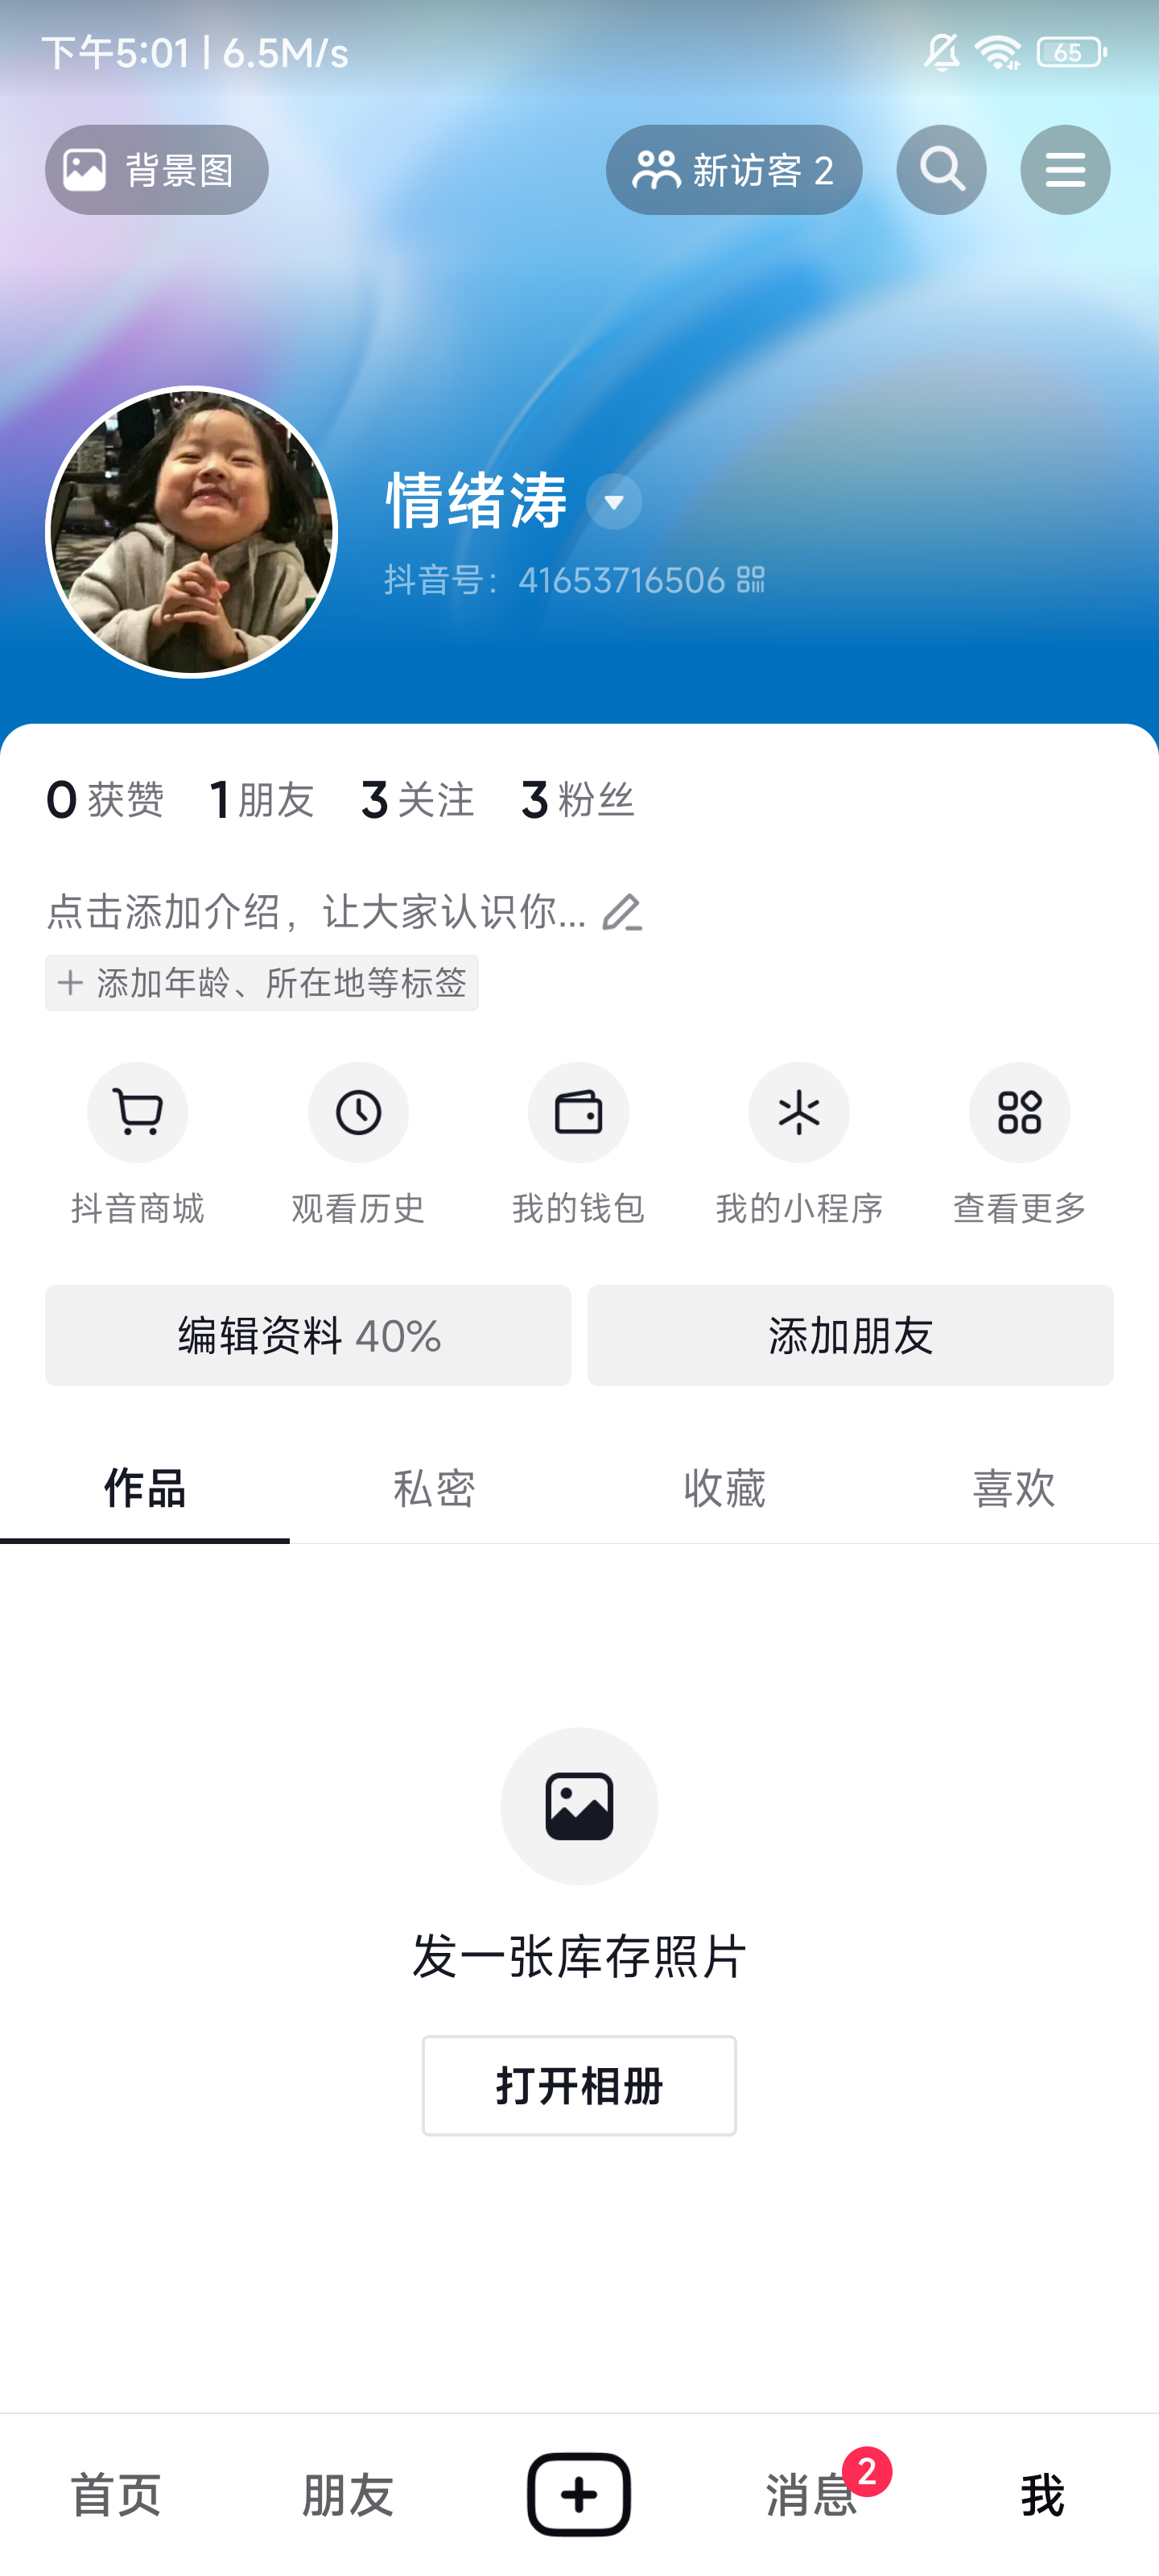 下午5:01 | 6.5M/s
65
背景图
新访客 2
情绪涛
抖音号：41653716506
0 获赞 1 朋友 3 关注 3 粉丝
点击添加介绍，让大家认识你...
+ 添加年龄、所在地等标签
抖音商城 观看历史 我的钱包 我的小程序 查看更多
编辑资料 40% 添加朋友
作品 私密 收藏 喜欢
发一张库存照片
打开相册
首页 朋友 消息 2 我